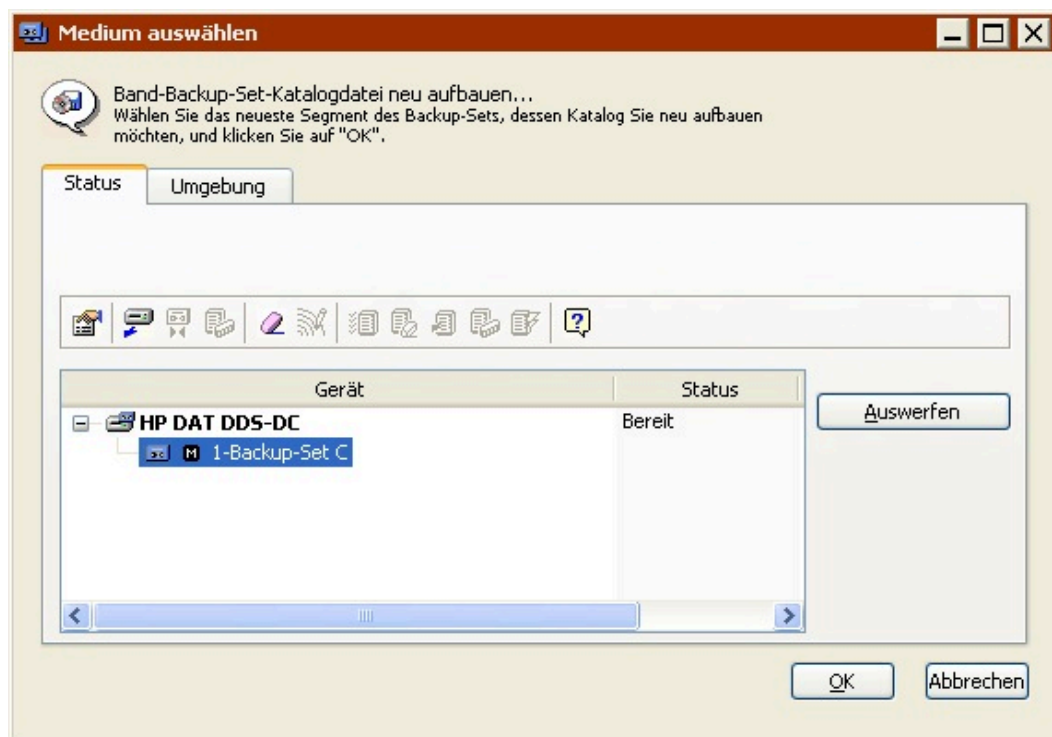 Medium auswählen
Band-Backup-Set-Katalogdatei neu aufbauen...
Wählen Sie das neueste Segment des Backup-Sets, dessen Katalog Sie neu aufbauen
möchten, und klicken Sie auf "OK".
Status Umgebung
Gerät Status
HP DAT DDS-DC Bereit
M 1-Backup-Set C
Auswerfen
OK Abbrechen